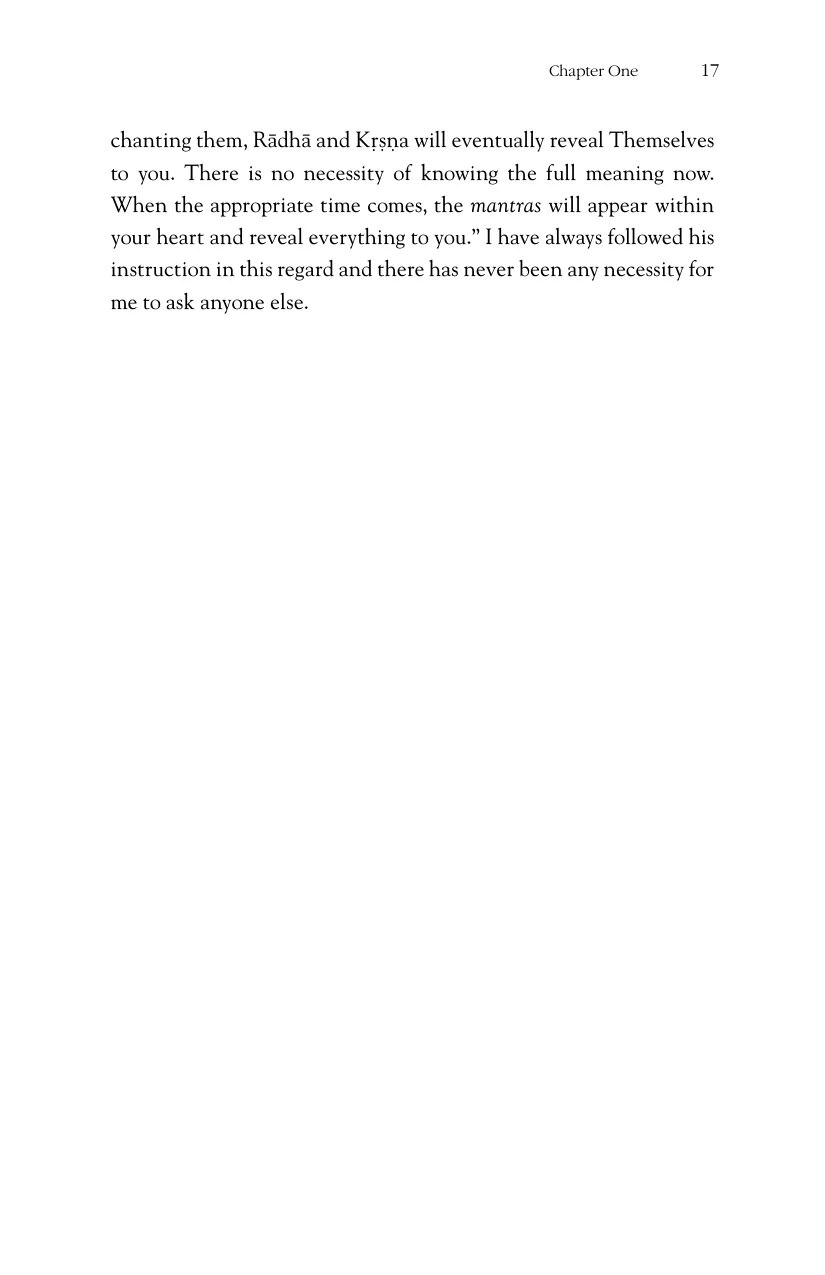 Chapter One 17
chanting them, Rādhā and Kṛṣṇa will eventually reveal Themselves
to you. There is no necessity of knowing the full meaning now.
When the appropriate time comes, the mantras will appear within
your heart and reveal everything to you.” I have always followed his
instruction in this regard and there has never been any necessity for
me to ask anyone else.